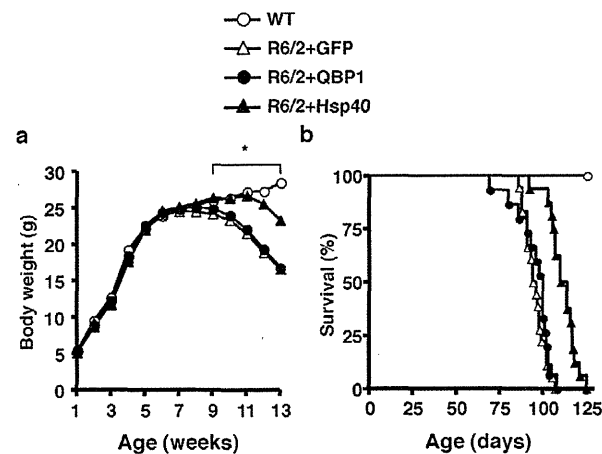 WT
R6/2+GFP
R6/2+QBP1
R6/2+Hsp40
a
*
Body weight (g)
30
25
20
15
10
5
0
1 3 5 7 9 11 13
Age (weeks)
b
Survival (%)
100
75
50
25
0
0 25 50 75 100 125
Age (days)